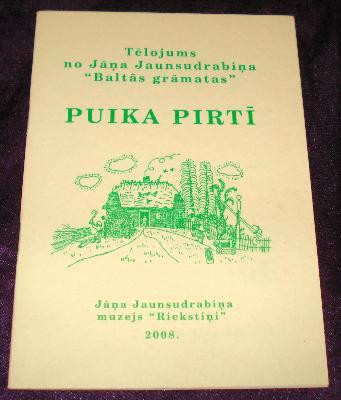 Tēlojums
no Jāņa Jaunsudrabiņa
"Baltās grāmatas"
PUIKA PIRTĪ
Jāņa Jaunsudrabiņa
muzejs "Riekstiņi"
2008.